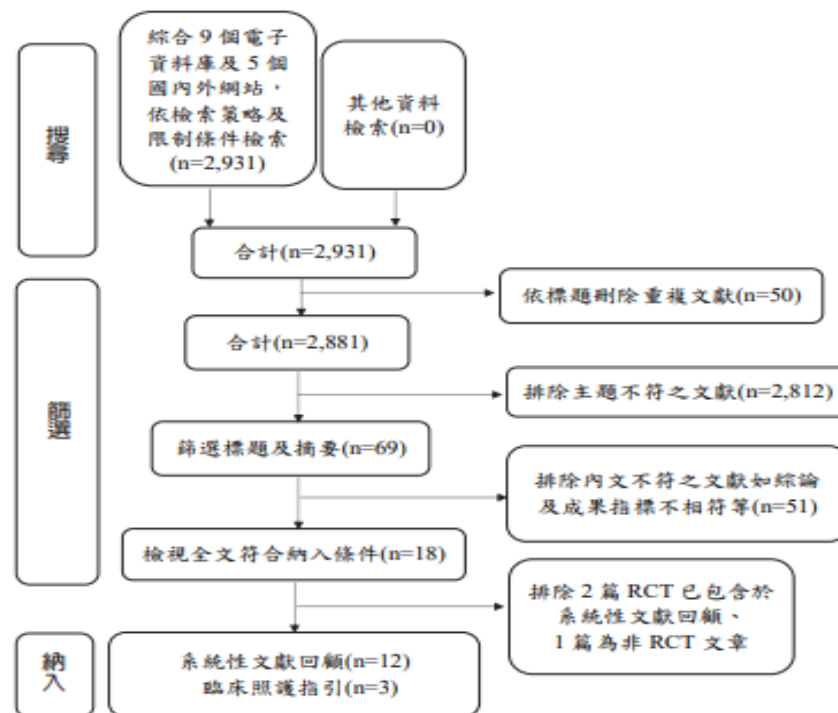 搜尋
綜合 9 個電子
資料庫及 5 個
國內外網站，
依檢索策略及
限制條件檢索
(n=2,931)
其他資料
檢索(n=0)
合計(n=2,931)
篩選
依標題刪除重複文獻(n=50)
合計(n=2,881)
排除主題不符之文獻(n=2,812)
篩選標題及摘要(n=69)
排除內文不符之文獻如綜論
及成果指標不相符等(n=51)
檢視全文符合納入條件(n=18)
排除 2 篇 RCT 已包含於
系統性文獻回顧、
1 篇為非 RCT 文章
納入
系統性文獻回顧(n=12)
臨床照護指引(n=3)